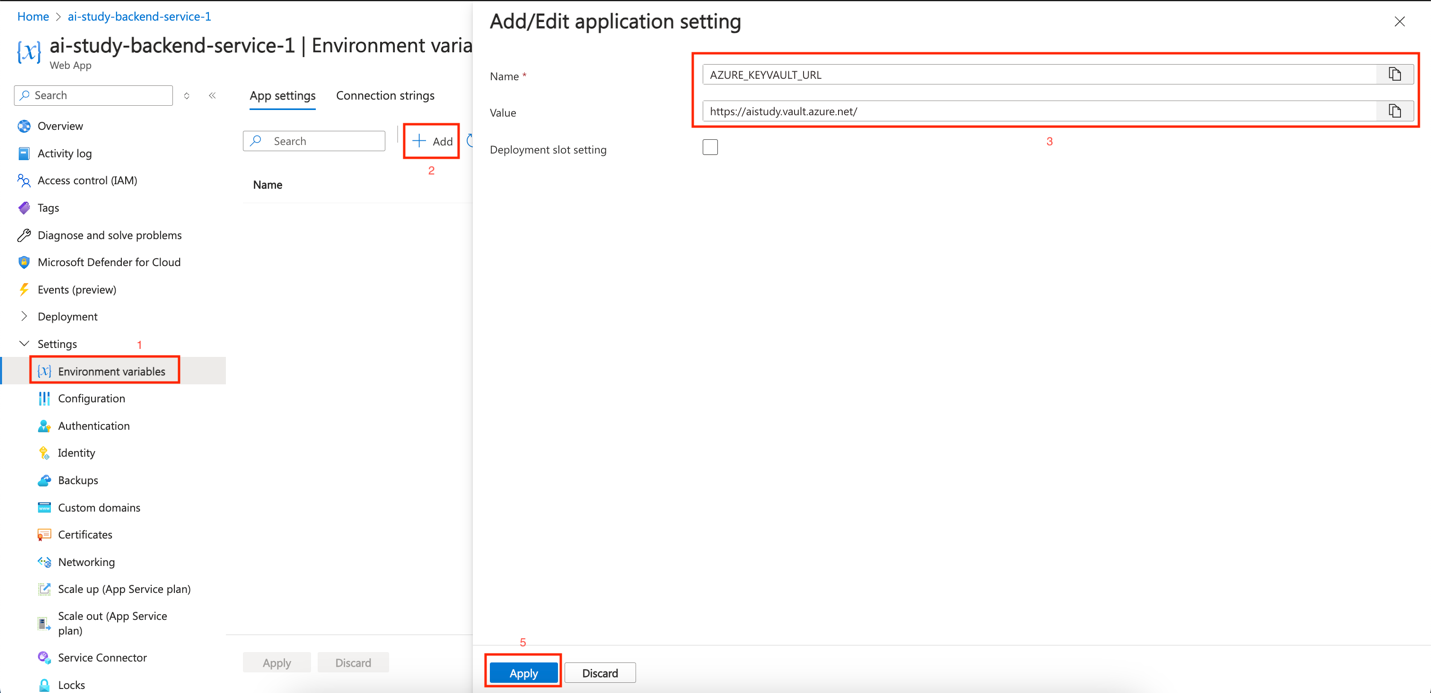 Home > ai-study-backend-service-1
ai-study-backend-service-1 | Environment varia
Web App
Search
Overview
Activity log
Access control (IAM)
Tags
Diagnose and solve problems
Microsoft Defender for Cloud
Events (preview)
Deployment
Settings
1
Environment variables
Configuration
Authentication
Identity
Backups
Custom domains
Certificates
Networking
Scale up (App Service plan)
Scale out (App Service
plan)
Service Connector
Locks
App settings Connection strings
Search
Add
2
Name
Apply Discard
Add/Edit application setting
Name *
AZURE_KEYVAULT_URL
Value
https://aistudy.vault.azure.net/
3
Deployment slot setting
5
Apply Discard